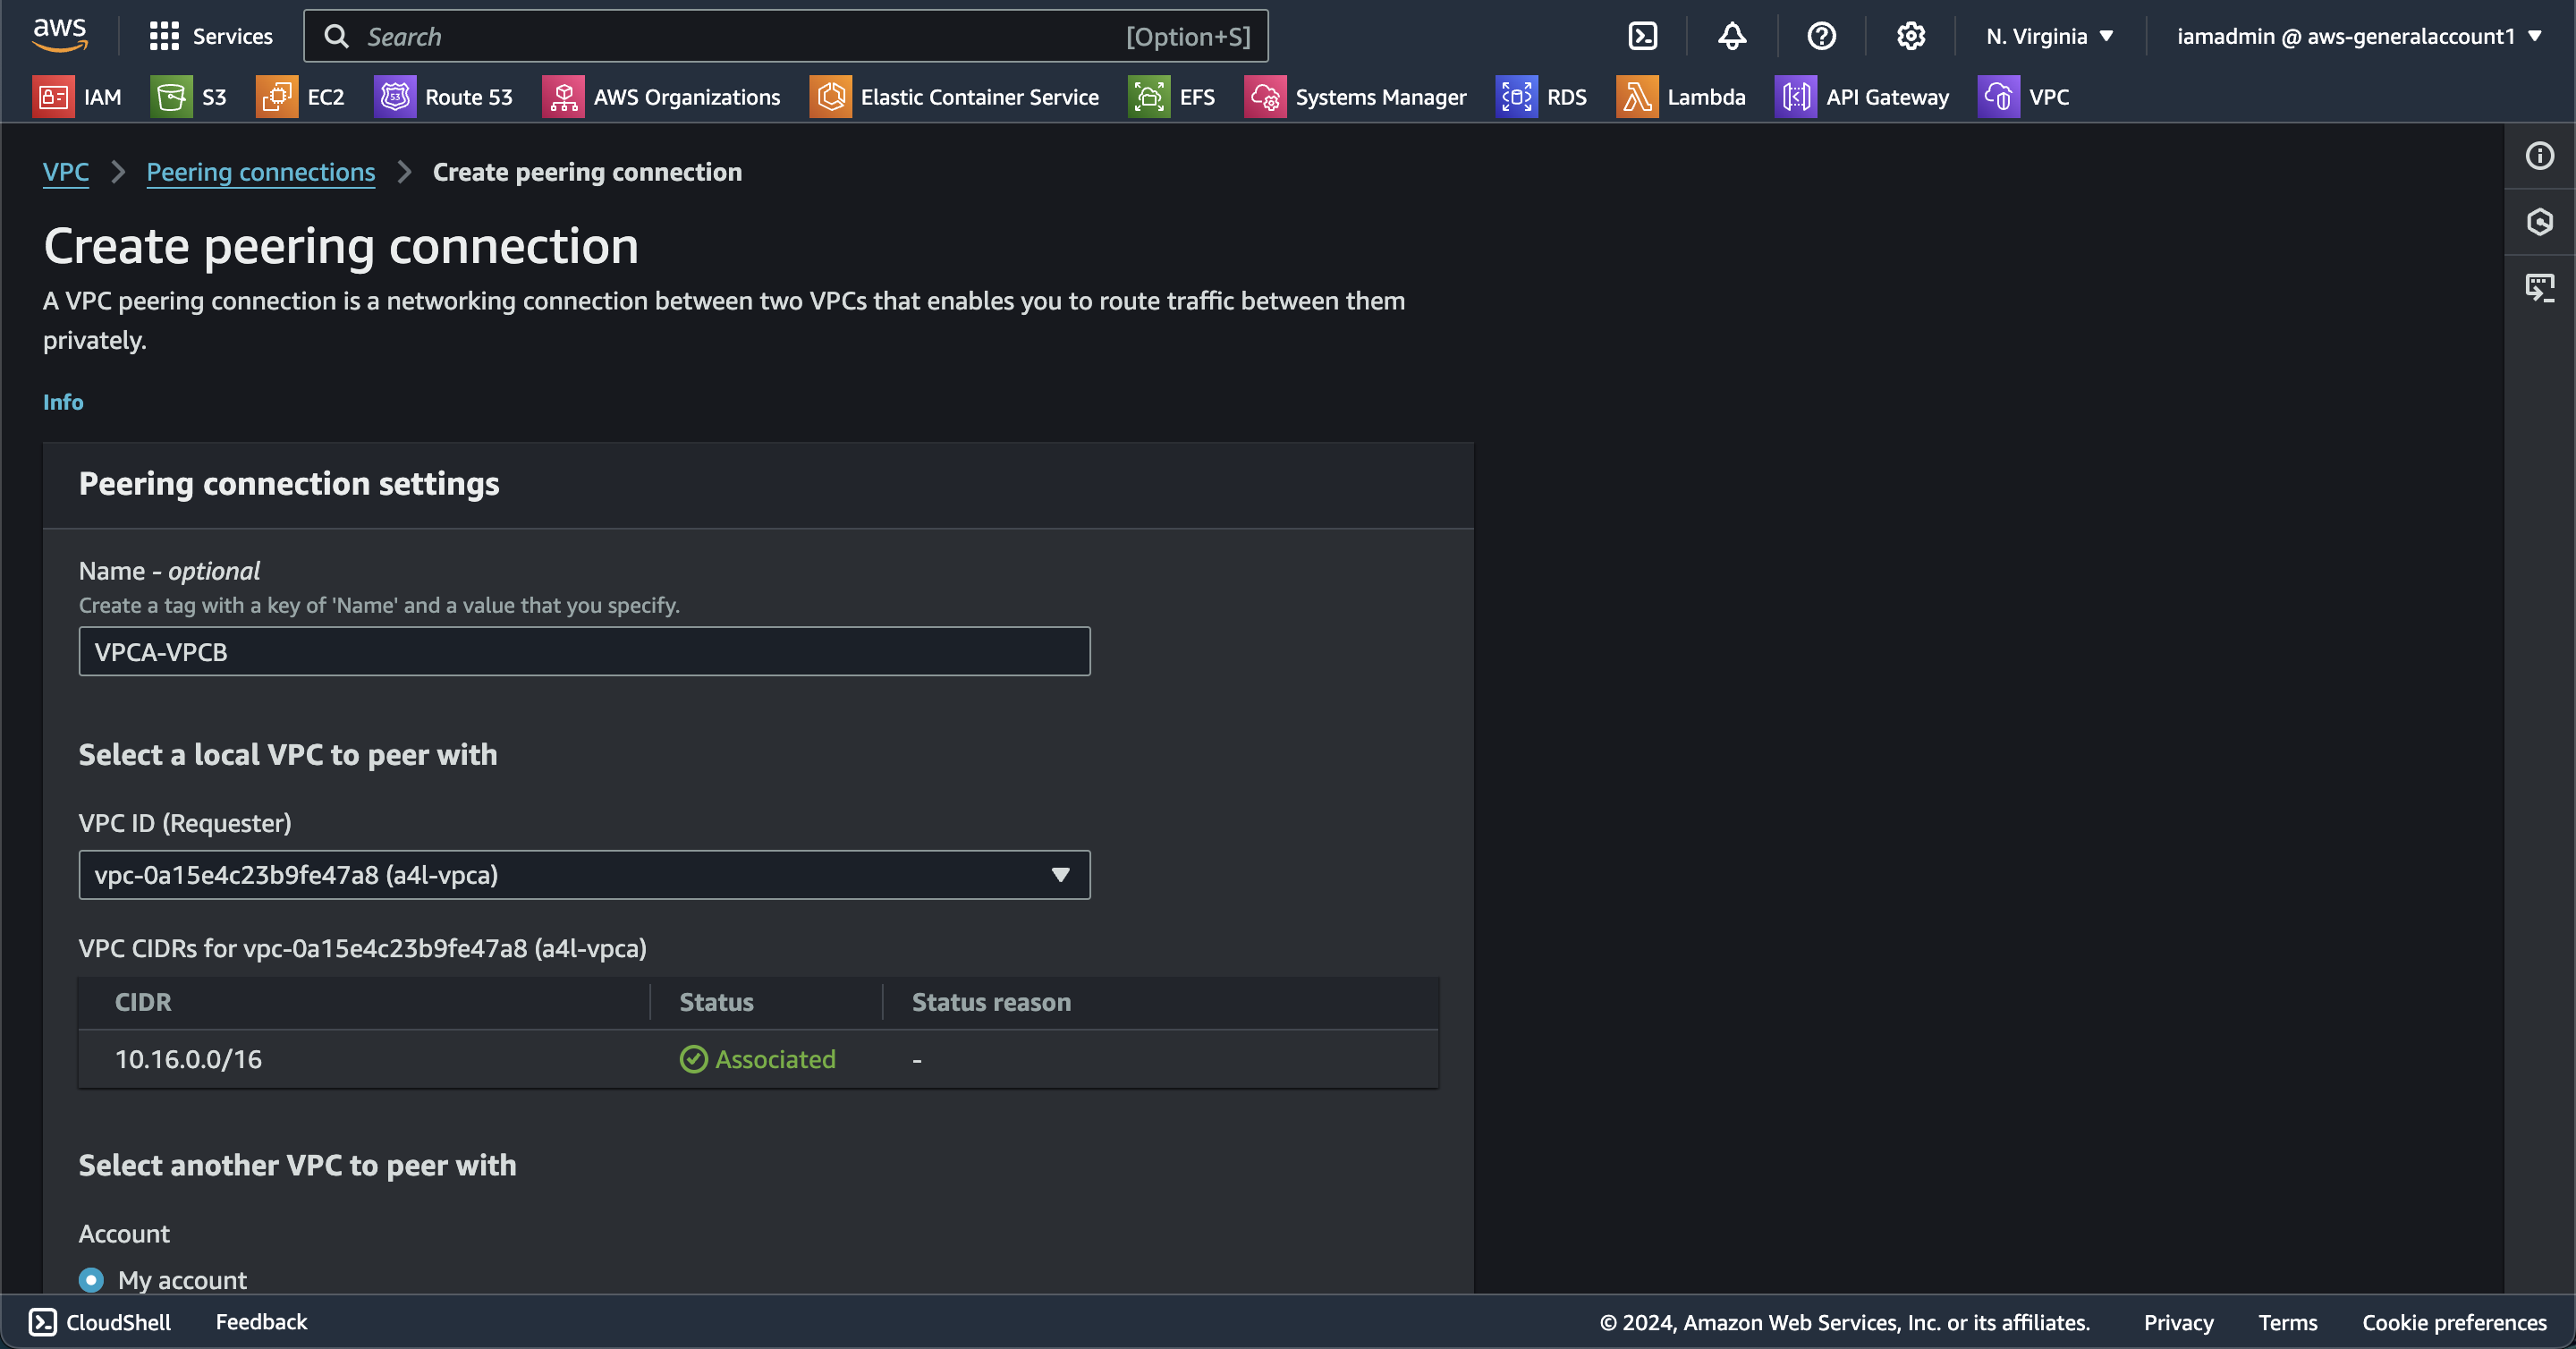 aws
Services
Search [Option+S]
N. Virginia
iamadmin @ aws-generalaccount1
IAM
S3
EC2
53
Route 53
AWS Organizations
Elastic Container Service
EFS
Systems Manager
RDS
Lambda
API Gateway
VPC
VPC > Peering connections > Create peering connection
Create peering connection
A VPC peering connection is a networking connection between two VPCs that enables you to route traffic between them
privately.
Info
Peering connection settings
Name - optional
Create a tag with a key of 'Name' and a value that you specify.
VPCA-VPCB
Select a local VPC to peer with
VPC ID (Requester)
vpc-0a15e4c23b9fe47a8 (a4l-vpca)
VPC CIDRs for vpc-0a15e4c23b9fe47a8 (a4l-vpca)
CIDR Status Status reason
10.16.0.0/16 Associated -
Select another VPC to peer with
Account
My account
CloudShell
Feedback
© 2024, Amazon Web Services, Inc. or its affiliates.
Privacy
Terms
Cookie preferences